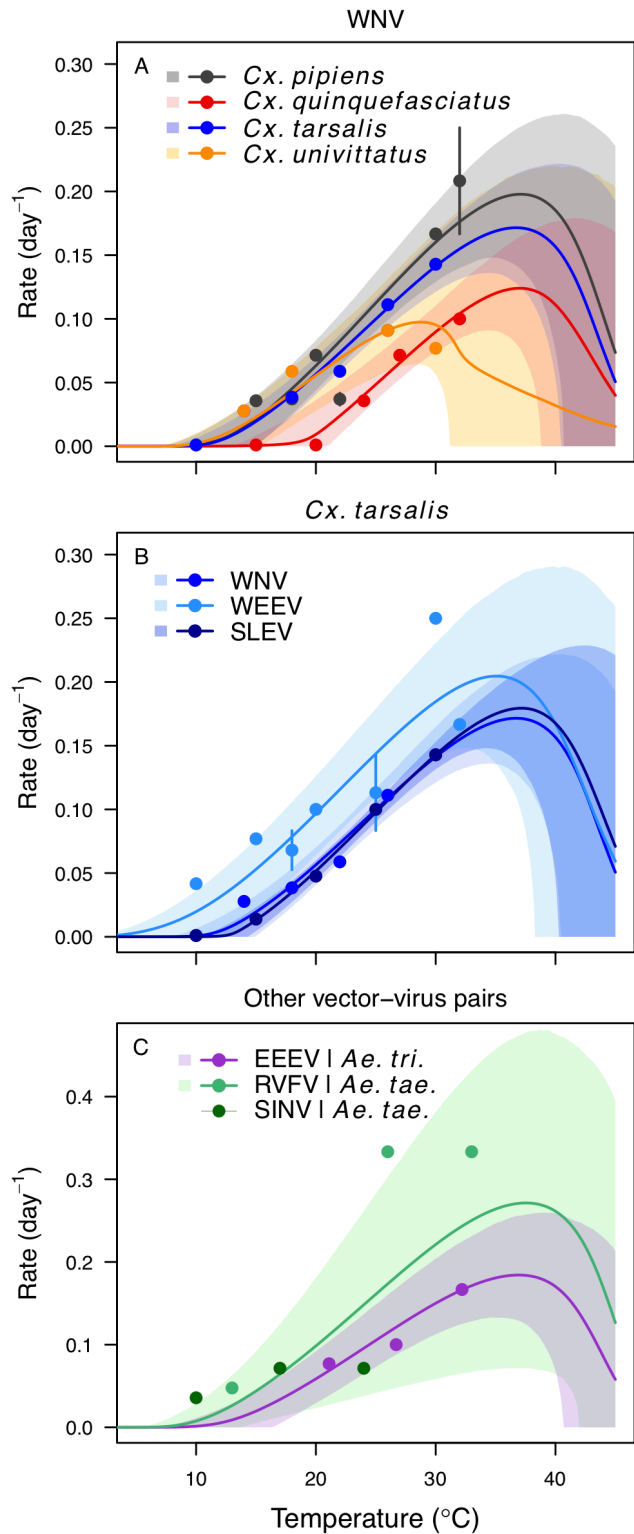 WNV
A
Cx. pipiens
Cx. quinquefasciatus
Cx. tarsalis
Cx. univittatus
0.30
0.25
0.20
0.15
0.10
0.05
0.00
Rate (day⁻¹)
Cx. tarsalis
B
WNV
WEEV
SLEV
0.30
0.25
0.20
0.15
0.10
0.05
0.00
Rate (day⁻¹)
Other vector–virus pairs
C
EEEV | Ae. tri.
RVFV | Ae. tae.
SINV | Ae. tae.
0.4
0.3
0.2
0.1
0.0
Rate (day⁻¹)
10 20 30 40
Temperature (°C)